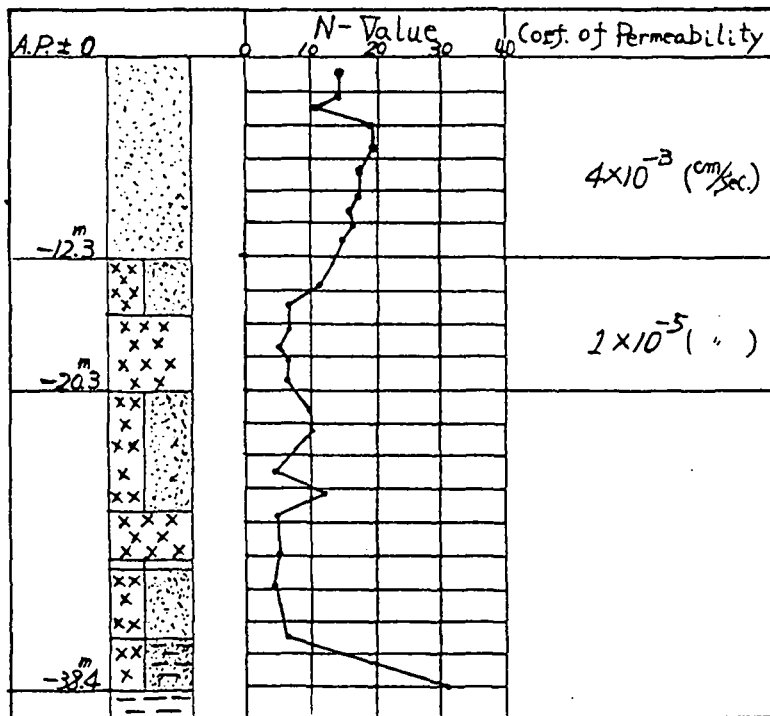 A.P.± 0
N-Value
0 10 20 30 40
Coef. of Permeability
4×10⁻³ (cm/sec.)
-12.3 m
2×10⁻⁵ ( 〃 )
-20.3 m
-38.4 m